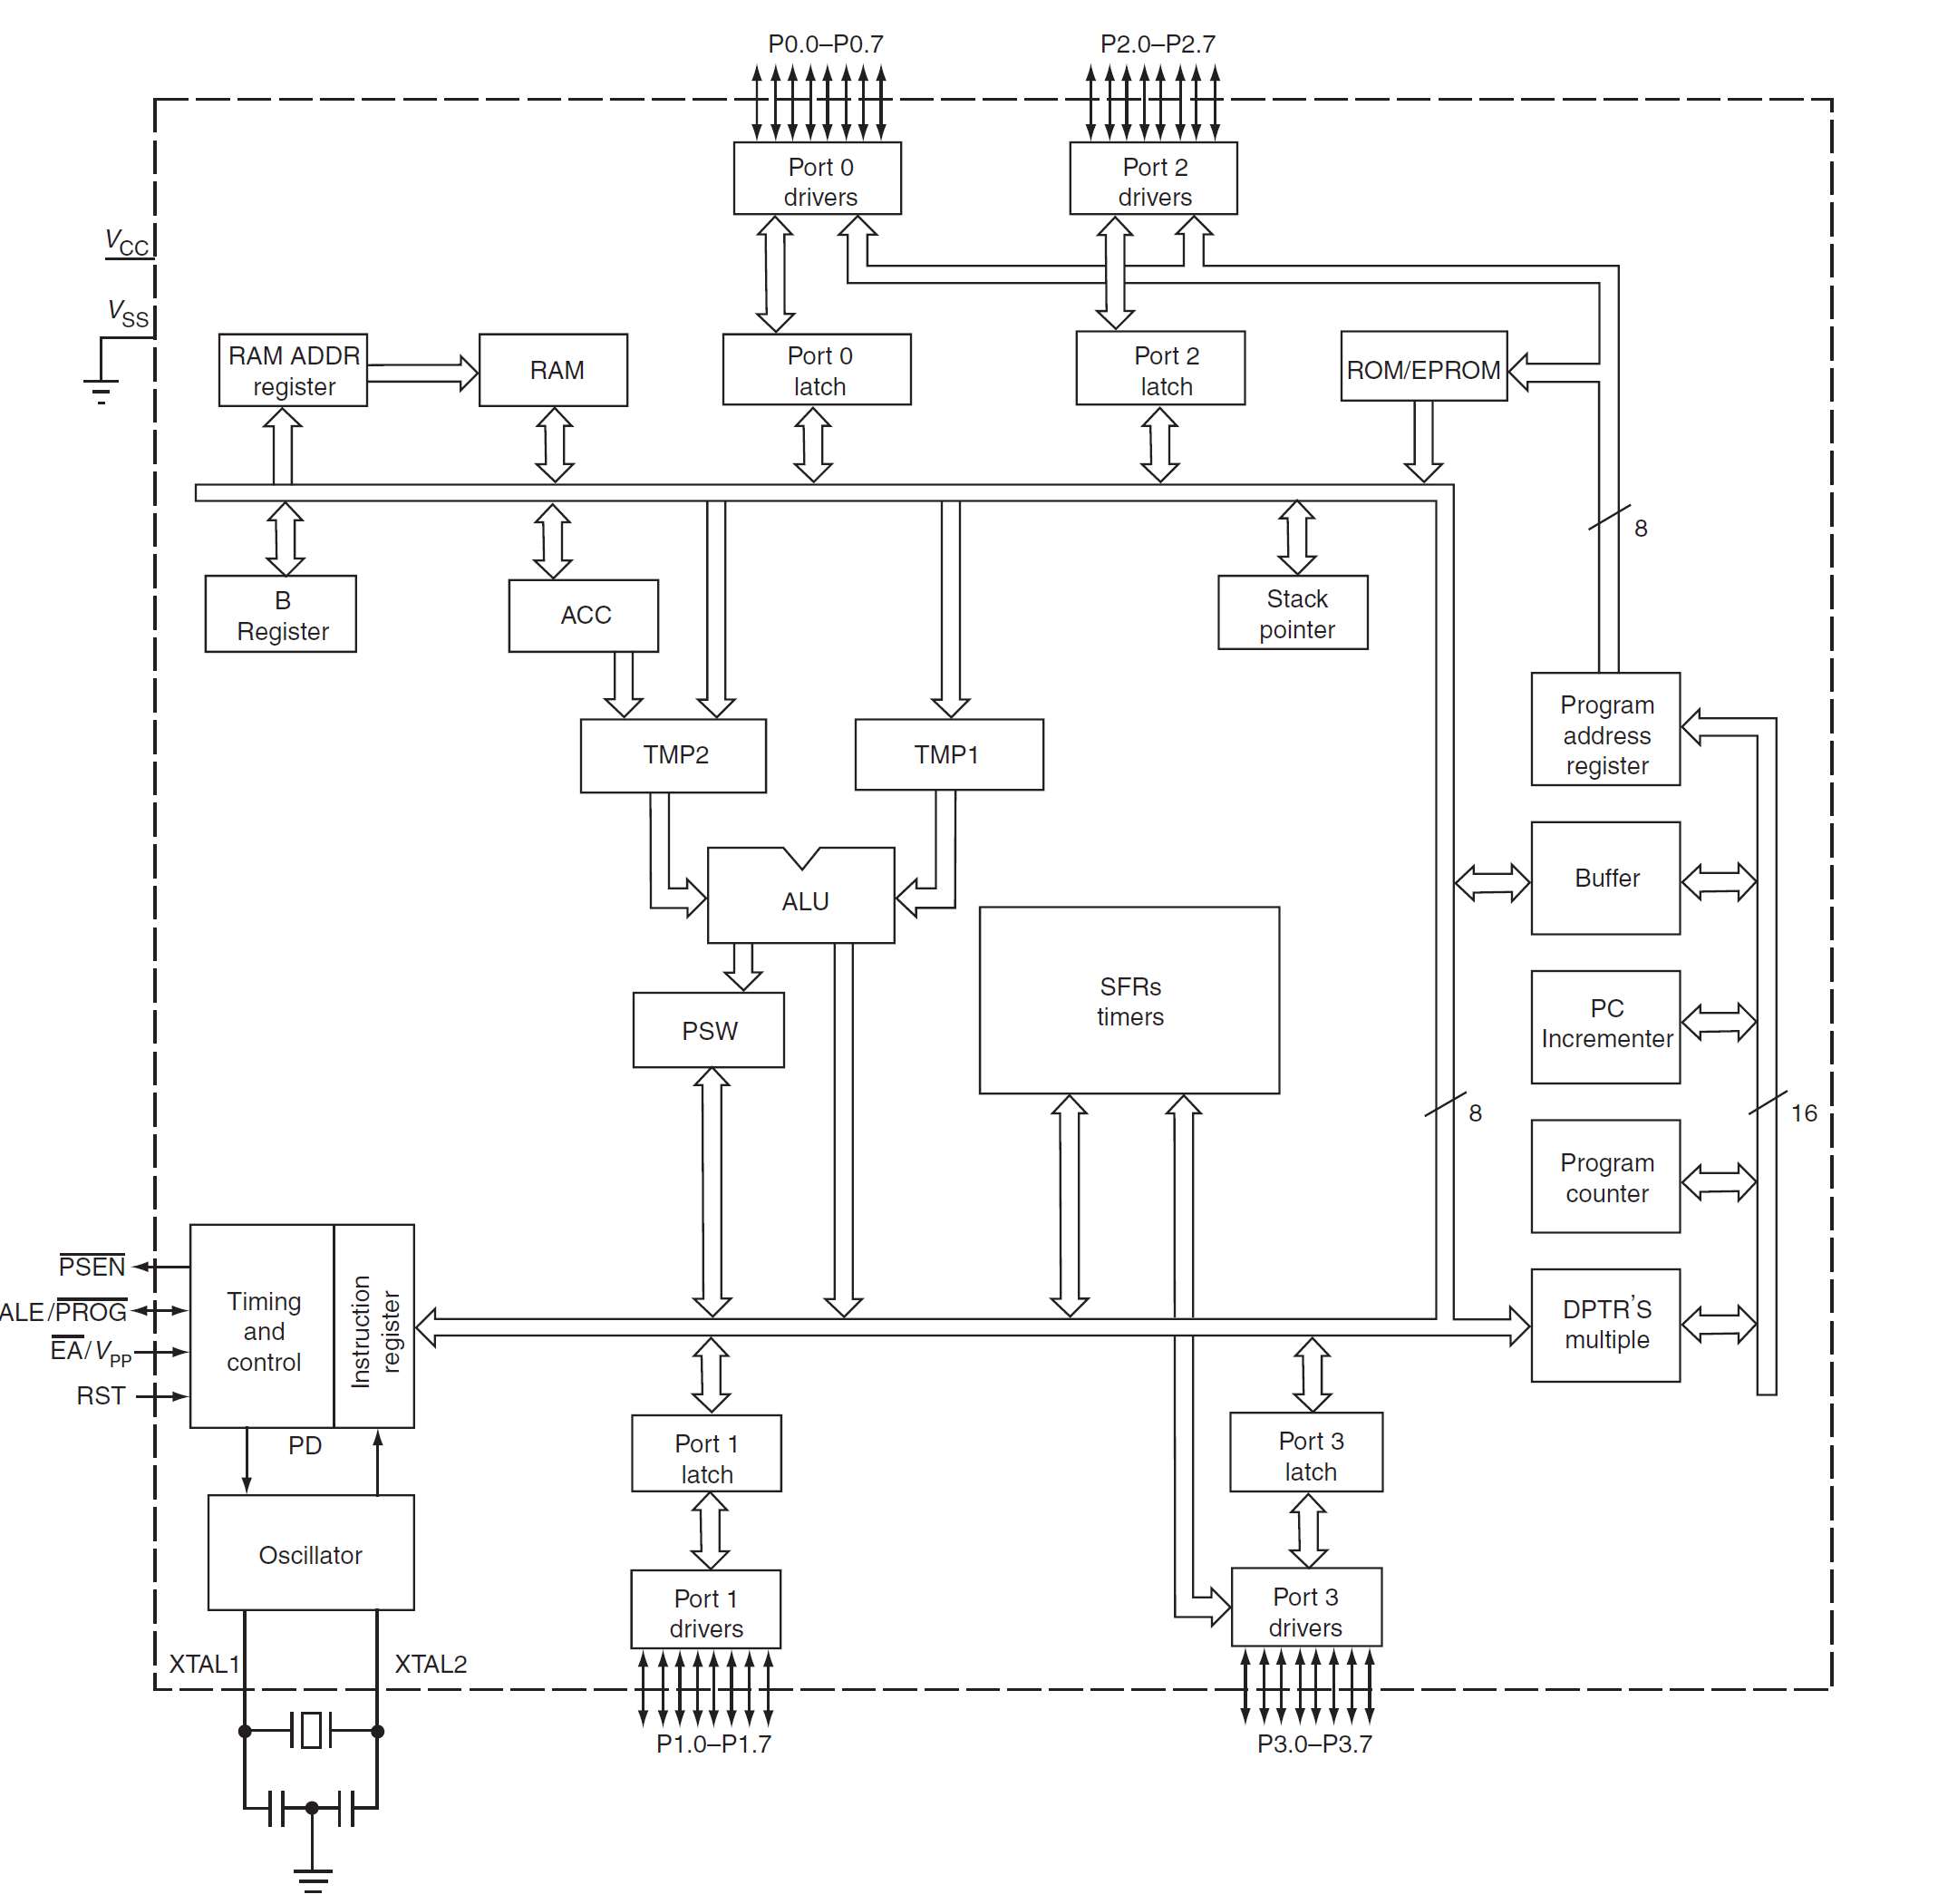 P0.0–P0.7
P2.0–P2.7
Port 0
drivers
Port 2
drivers
VCC
VSS
RAM ADDR
register
RAM
Port 0
latch
Port 2
latch
ROM/EPROM
8
B
Register
ACC
Stack
pointer
TMP2
TMP1
Program
address
register
ALU
Buffer
SFRs
timers
PSW
PC
Incrementer
8
16
Program
counter
PSEN
ALE/PROG
EA/VPP
RST
Timing
and
control
Instruction
register
DPTR'S
multiple
PD
Port 1
latch
Port 3
latch
Oscillator
Port 1
drivers
Port 3
drivers
XTAL1
XTAL2
P1.0–P1.7
P3.0–P3.7